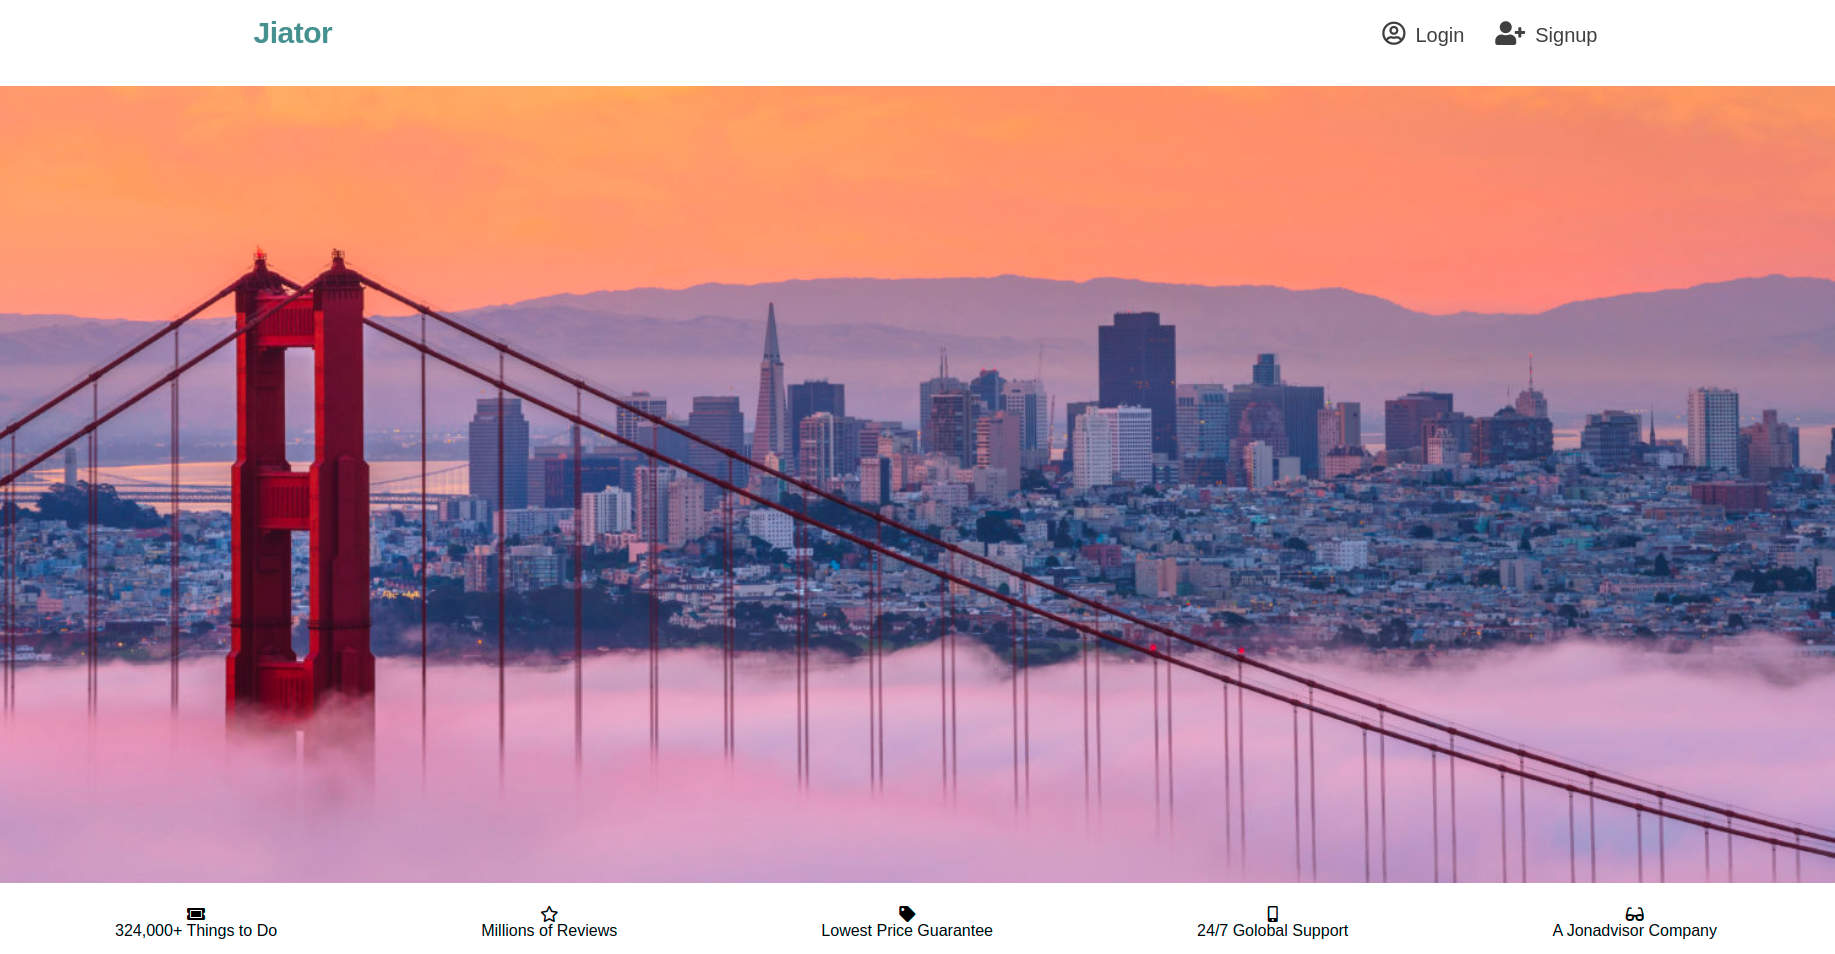 Jiator
Login
Signup
324,000+ Things to Do
Millions of Reviews
Lowest Price Guarantee
24/7 Golobal Support
A Jonadvisor Company